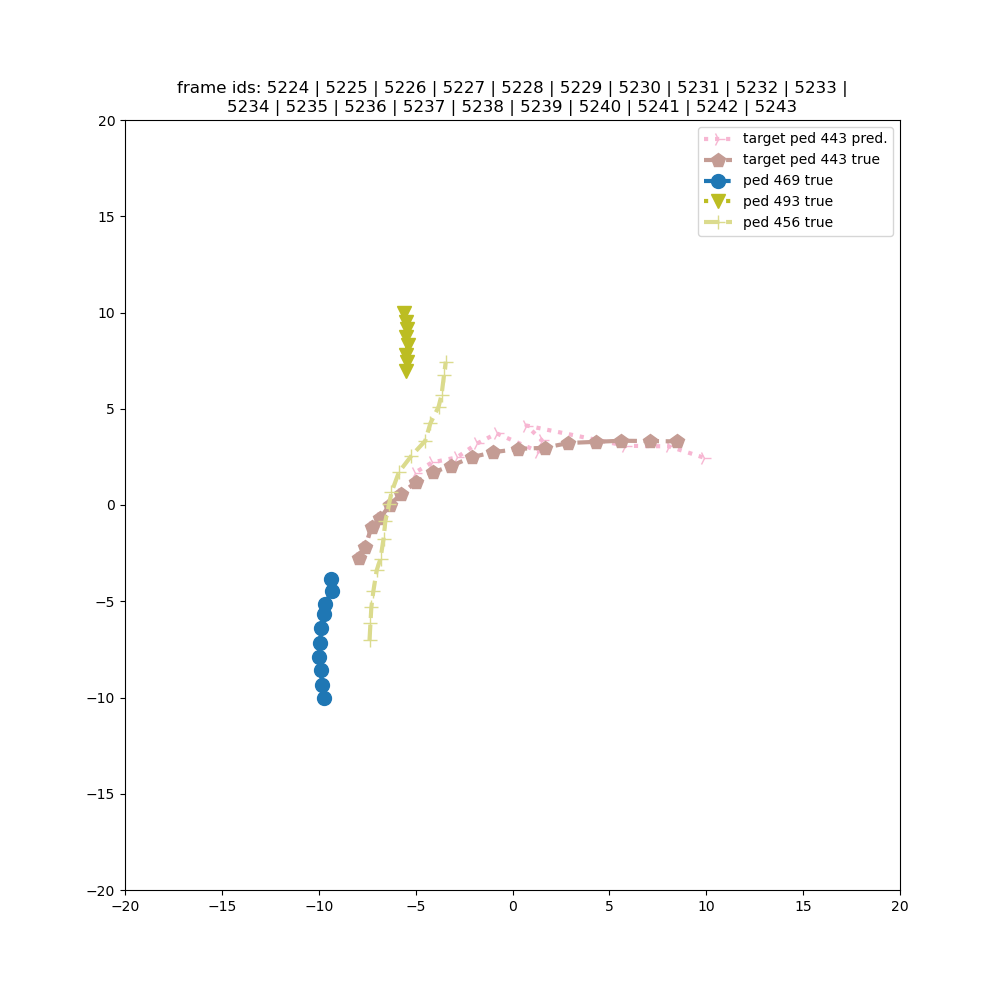 frame ids: 5224 | 5225 | 5226 | 5227 | 5228 | 5229 | 5230 | 5231 | 5232 | 5233 |
5234 | 5235 | 5236 | 5237 | 5238 | 5239 | 5240 | 5241 | 5242 | 5243
target ped 443 pred.
target ped 443 true
ped 469 true
ped 493 true
ped 456 true
20
15
10
5
0
−5
−10
−15
−20
−20 −15 −10 −5 0 5 10 15 20